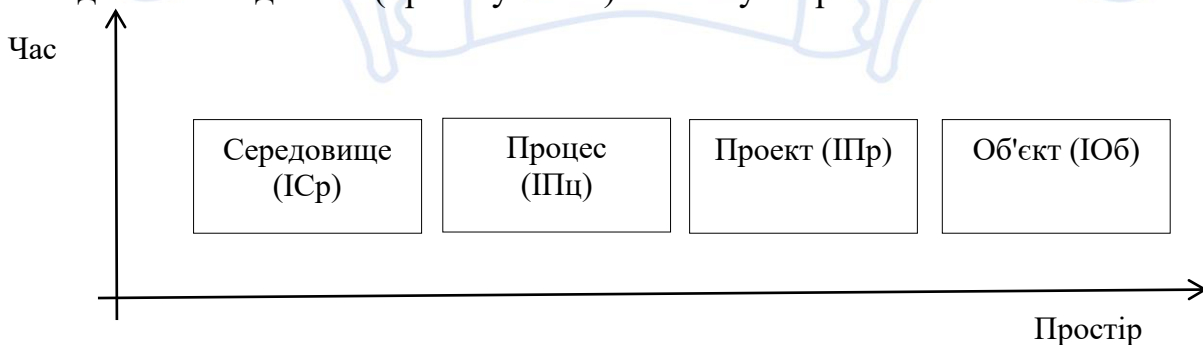 Час
Середовище
(ІСр)
Процес
(ІПц)
Проект (ІПр)
Об'єкт (ІОб)
Простір